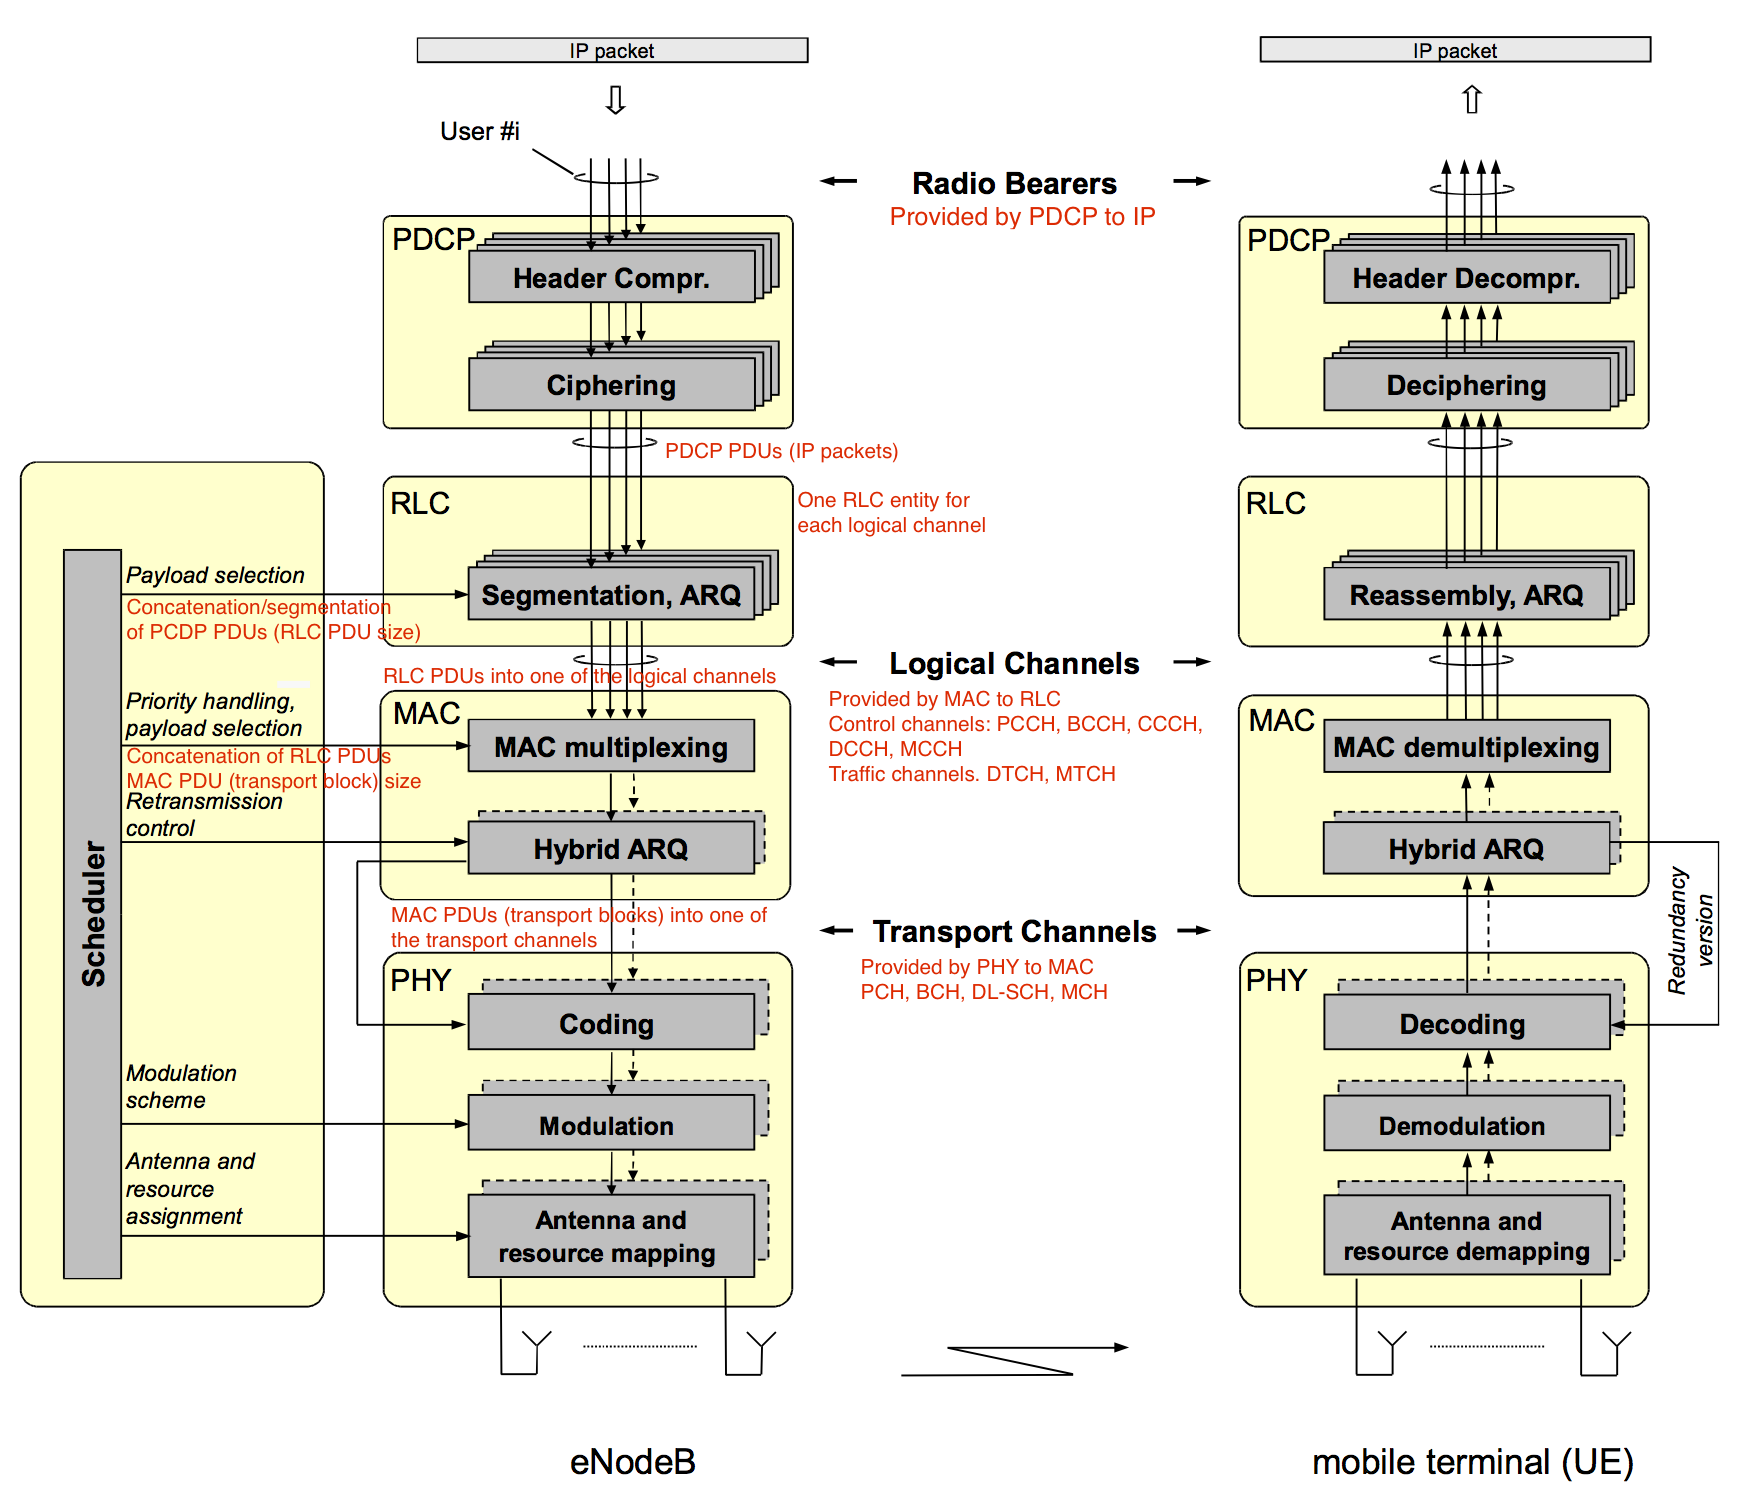 IP packet
IP packet
User #i
Radio Bearers
Provided by PDCP to IP
PDCP
Header Compr.
Ciphering
PDCP
Header Decompr.
Deciphering
PDCP PDUs (IP packets)
RLC
One RLC entity for
each logical channel
Segmentation, ARQ
RLC
Reassembly, ARQ
Scheduler
Payload selection
Concatenation/segmentation
of PCDP PDUs (RLC PDU size)
Priority handling,
payload selection
Concatenation of RLC PDUs
MAC PDU (transport block) size
Retransmission
control
Modulation
scheme
Antenna and
resource
assignment
RLC PDUs into one of the logical channels
Logical Channels
Provided by MAC to RLC
Control channels: PCCH, BCCH, CCCH,
DCCH, MCCH
Traffic channels. DTCH, MTCH
MAC
MAC multiplexing
Hybrid ARQ
MAC
MAC demultiplexing
Hybrid ARQ
Redundancy
version
MAC PDUs (transport blocks) into one of
the transport channels
Transport Channels
Provided by PHY to MAC
PCH, BCH, DL-SCH, MCH
PHY
Coding
Modulation
Antenna and
resource mapping
PHY
Decoding
Demodulation
Antenna and
resource demapping
eNodeB
mobile terminal (UE)